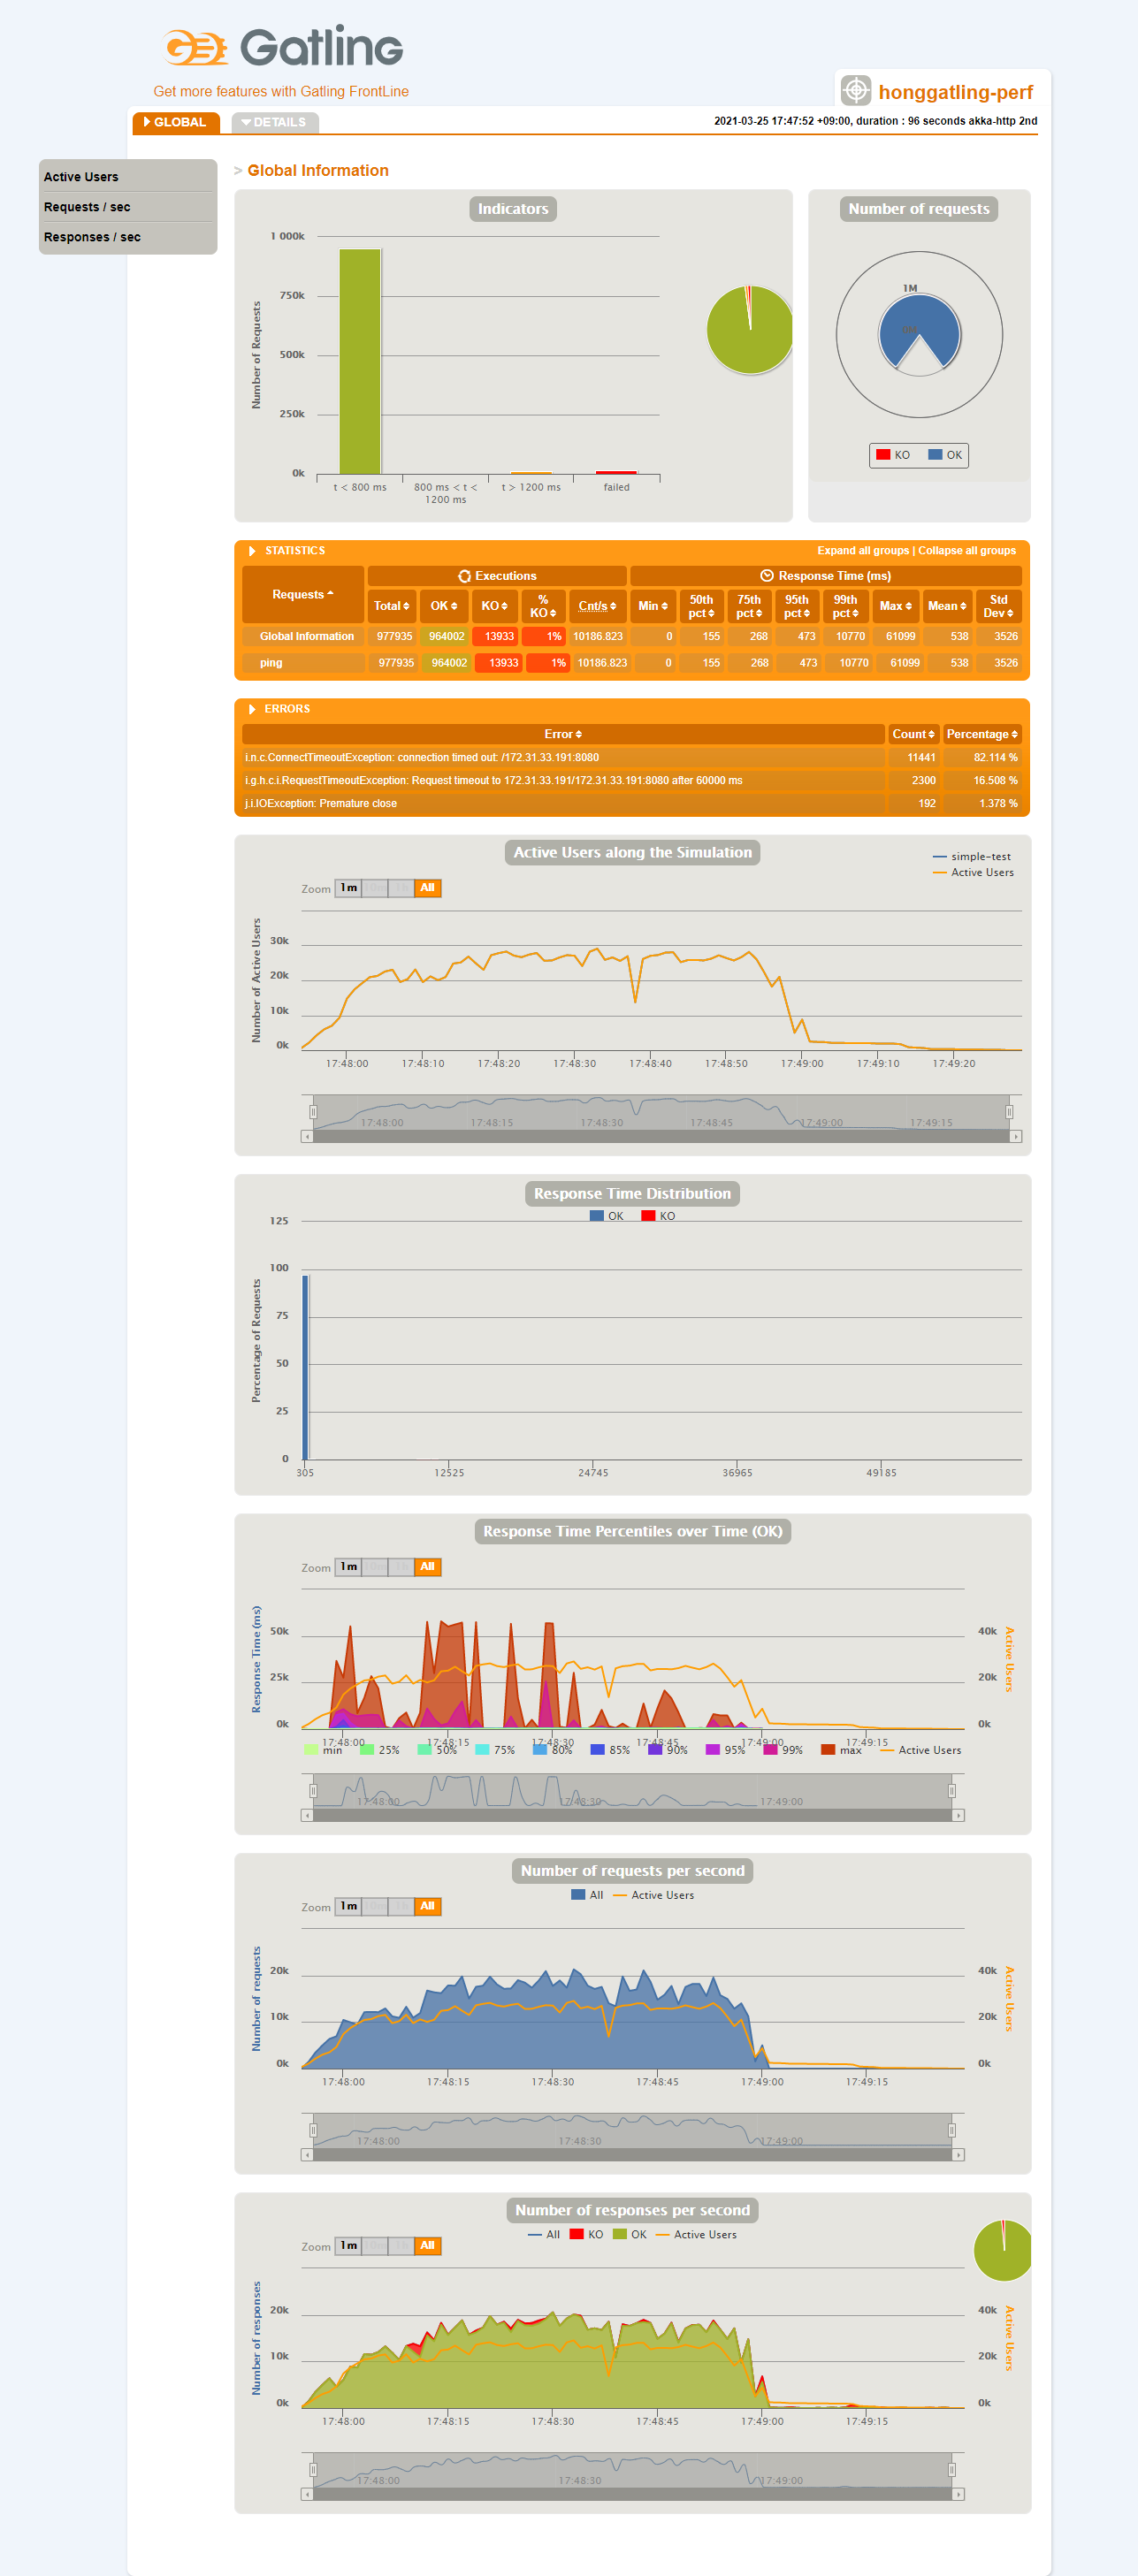 Gatling
Get more features with Gatling FrontLine
honggatling-perf
GLOBAL
DETAILS
2021-03-25 17:47:52 +09:00, duration : 96 seconds akka-http 2nd
Active Users
Requests / sec
Responses / sec
> Global Information
Indicators
1 000k
750k
500k
250k
0k
Number of Requests
t < 800 ms
800 ms < t < 1200 ms
t > 1200 ms
failed
Number of requests
1M
0M
KO
OK
STATISTICS
Expand all groups | Collapse all groups
Requests
Executions
Response Time (ms)
Total
OK
KO
% KO
Cnt/s
Min
50th pct
75th pct
95th pct
99th pct
Max
Mean
Std Dev
Global Information 977935 964002 13933 1% 10186.823 0 155 268 473 10770 61099 538 3526
ping 977935 964002 13933 1% 10186.823 0 155 268 473 10770 61099 538 3526
ERRORS
Error Count Percentage
i.n.c.ConnectTimeoutException: connection timed out: /172.31.33.191:8080 11441 82.114 %
i.g.h.c.i.RequestTimeoutException: Request timeout to 172.31.33.191/172.31.33.191:8080 after 60000 ms 2300 16.508 %
j.i.IOException: Premature close 192 1.378 %
Active Users along the Simulation
simple-test
Active Users
Zoom 1m All
Number of Active Users
30k
20k
10k
0k
17:48:00 17:48:10 17:48:20 17:48:30 17:48:40 17:48:50 17:49:00 17:49:10 17:49:20
17:48:00 17:48:15 17:48:30 17:48:45 17:49:00 17:49:15
Response Time Distribution
OK KO
Percentage of Requests
125
100
75
50
25
0
305 12525 24745 36965 49185
Response Time Percentiles over Time (OK)
Zoom 1m All
Response Time (ms)
50k
25k
0k
40k
20k
0k
Active Users
17:48:00 17:48:15 17:48:30 17:48:45 17:49:00 17:49:15
min 25% 50% 75% 80% 85% 90% 95% 99% max Active Users
17:48:00 17:48:30 17:49:00
Number of requests per second
All Active Users
Zoom 1m All
Number of requests
20k
10k
0k
40k
20k
0k
Active Users
17:48:00 17:48:15 17:48:30 17:48:45 17:49:00 17:49:15
17:48:00 17:48:30 17:49:00
Number of responses per second
All KO OK Active Users
Zoom 1m All
Number of responses
20k
10k
0k
40k
20k
0k
Active Users
17:48:00 17:48:15 17:48:30 17:48:45 17:49:00 17:49:15
17:48:00 17:48:30 17:49:00